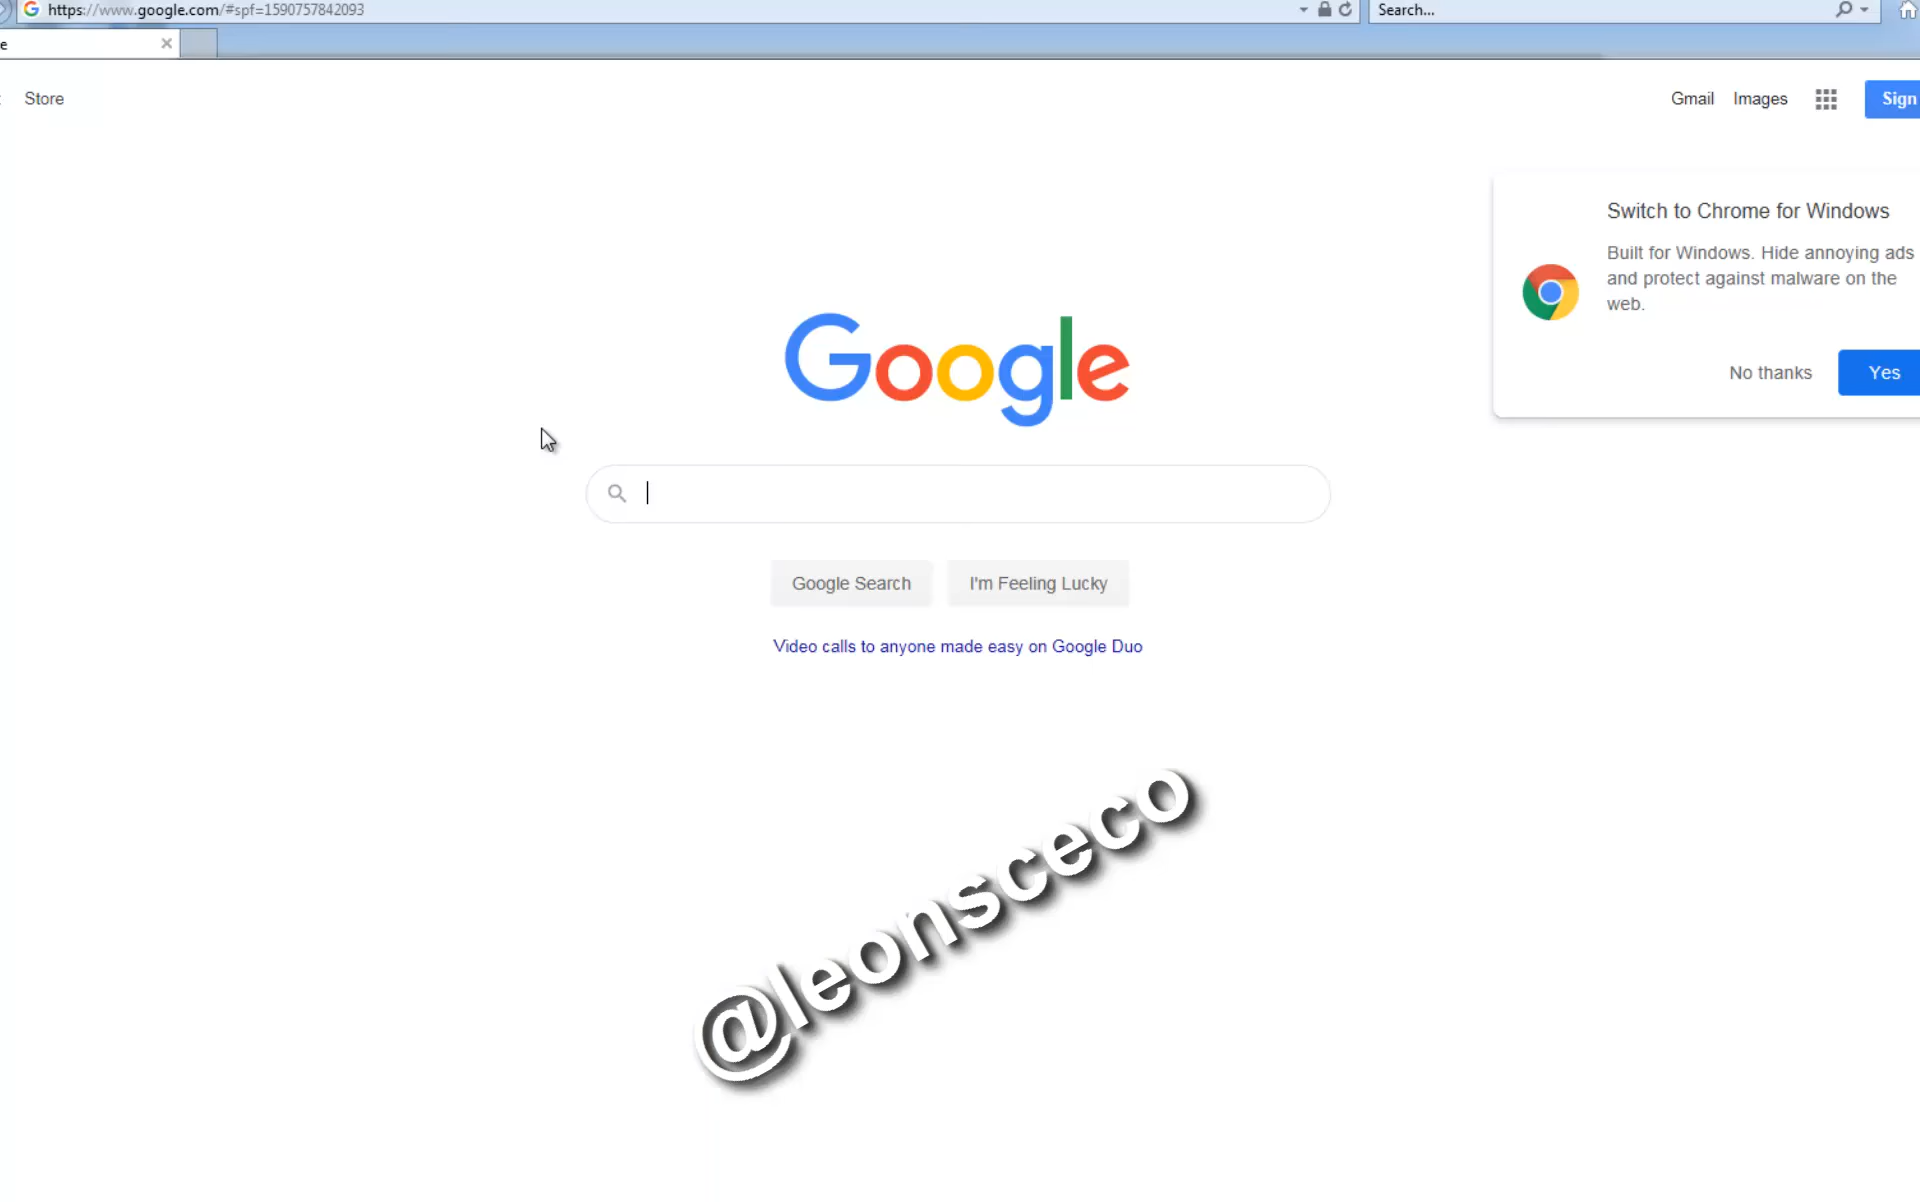 https://www.google.com/#spf=1590757842093
Search...
e
Store
Gmail
Images
Sign
Switch to Chrome for Windows
Built for Windows. Hide annoying ads
and protect against malware on the
web.
No thanks
Yes
Google
Google Search
I'm Feeling Lucky
Video calls to anyone made easy on Google Duo
@leonsceco